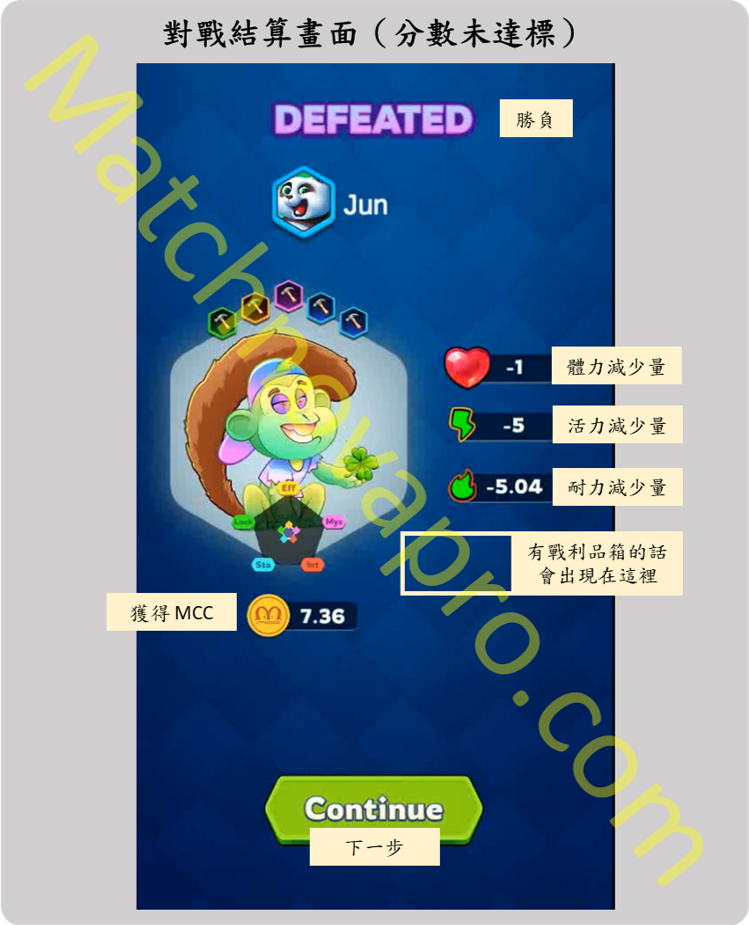 對戰結算畫面（分數未達標）
DEFEATED
勝負
Jun
-1
體力減少量
-5
活力減少量
-5.04
耐力減少量
Eff
Luck
Mys
Sta
Int
有戰利品箱的話
會出現在這裡
獲得 MCC
7.36
Continue
下一步
Matchnovapro.com